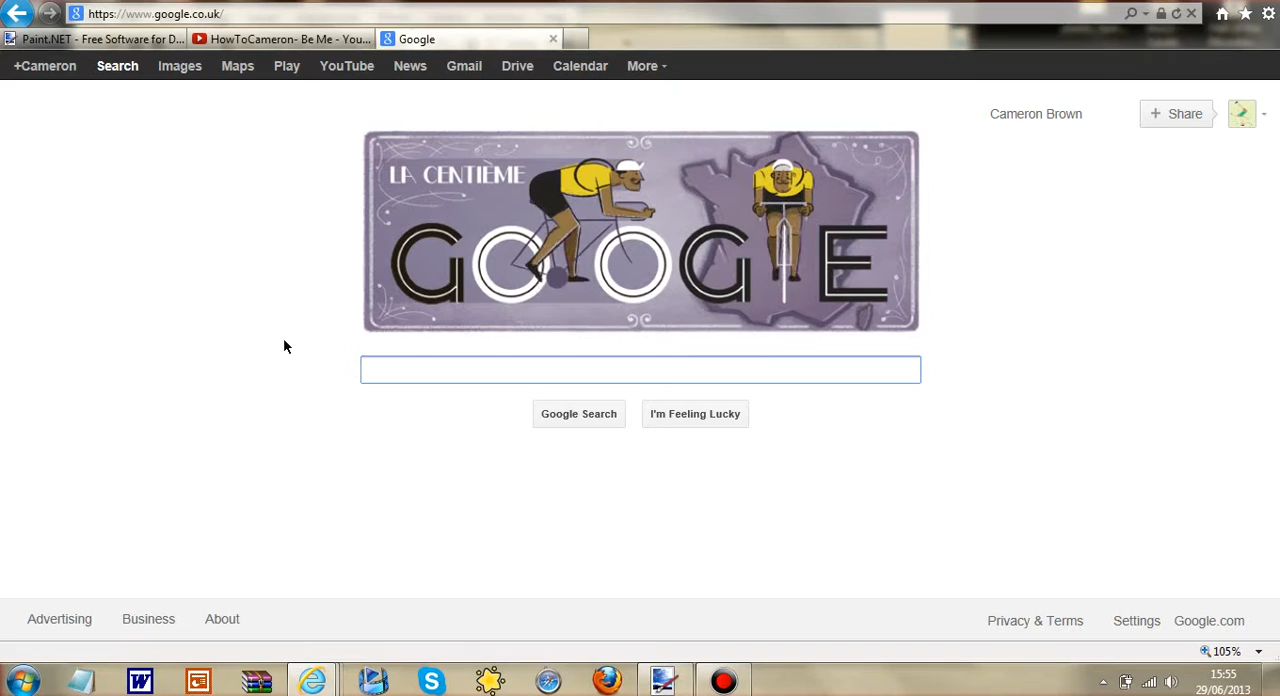 https://www.google.co.uk/
Paint.NET - Free Software for D...
HowToCameron- Be Me - You...
Google
+Cameron Search Images Maps Play YouTube News Gmail Drive Calendar More
Cameron Brown
+ Share
LA CENTIÈME
GOOGLE
Google Search
I'm Feeling Lucky
Advertising Business About
Privacy & Terms Settings Google.com
105%
15:55
29/06/2013